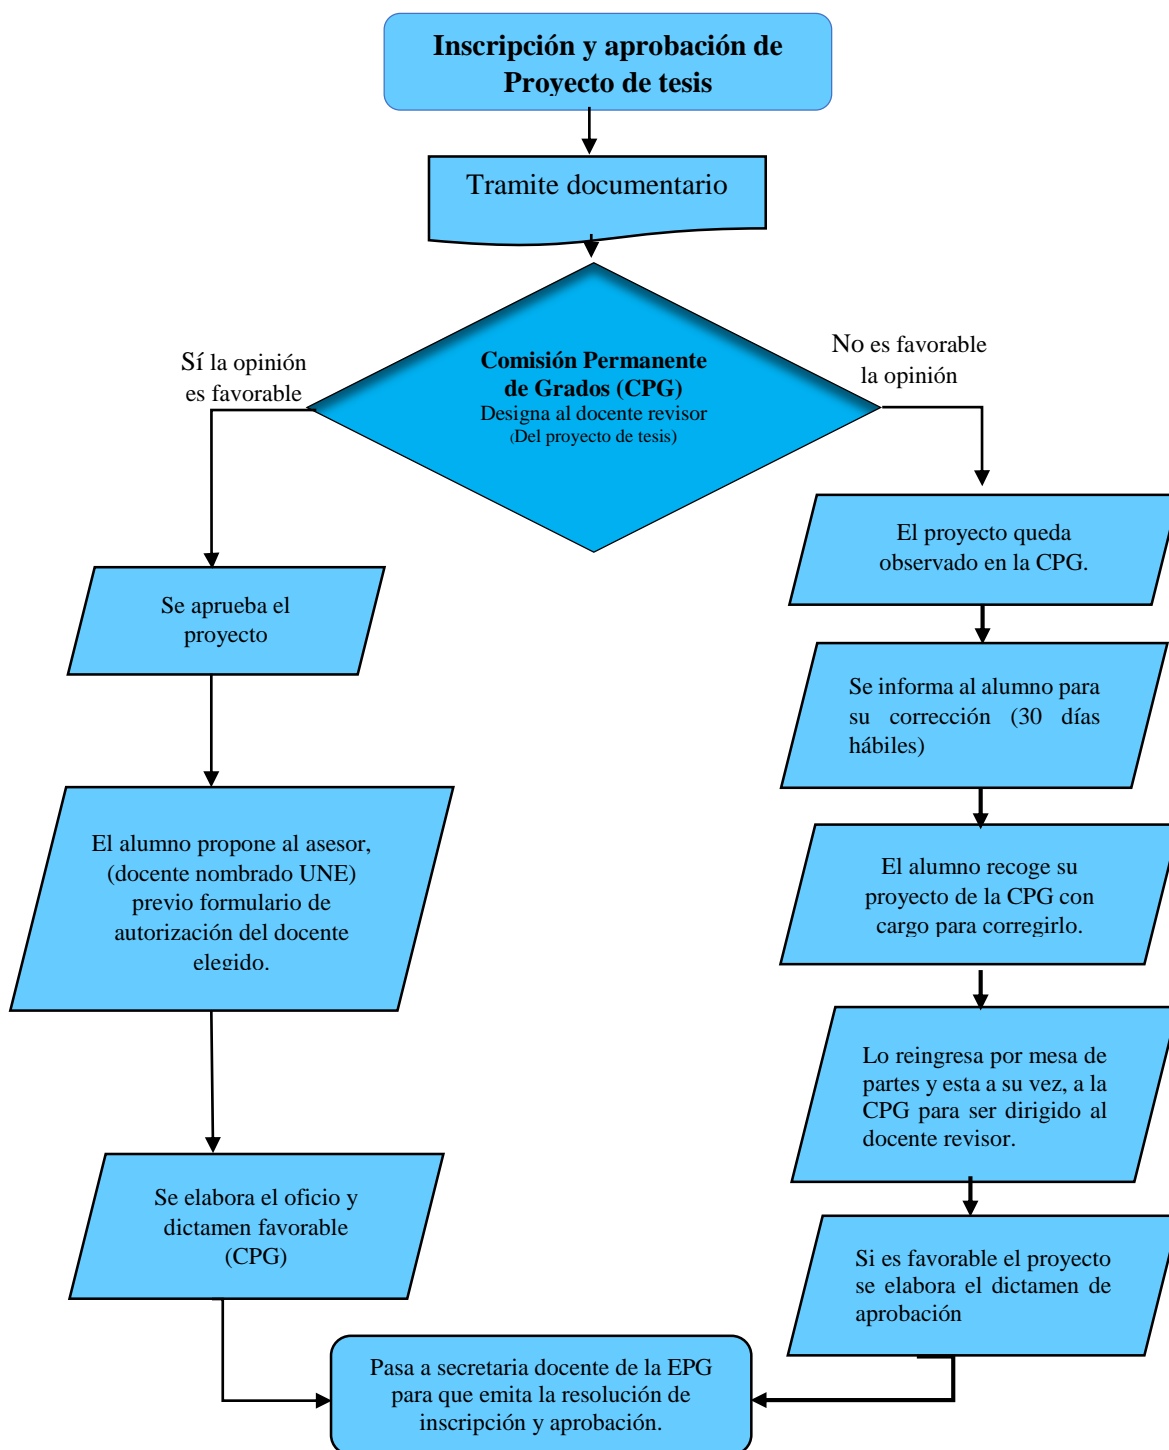 Inscripción y aprobación de
Proyecto de tesis
Tramite documentario
Sí la opinión
es favorable
Comisión Permanente
de Grados (CPG)
Designa al docente revisor
(Del proyecto de tesis)
No es favorable
la opinión
Se aprueba el
proyecto
El alumno propone al asesor,
(docente nombrado UNE)
previo formulario de
autorización del docente
elegido.
Se elabora el oficio y
dictamen favorable
(CPG)
El proyecto queda
observado en la CPG.
Se informa al alumno para
su corrección (30 días
hábiles)
El alumno recoge su
proyecto de la CPG con
cargo para corregirlo.
Lo reingresa por mesa de
partes y esta a su vez, a la
CPG para ser dirigido al
docente revisor.
Si es favorable el proyecto
se elabora el dictamen de
aprobación
Pasa a secretaria docente de la EPG
para que emita la resolución de
inscripción y aprobación.